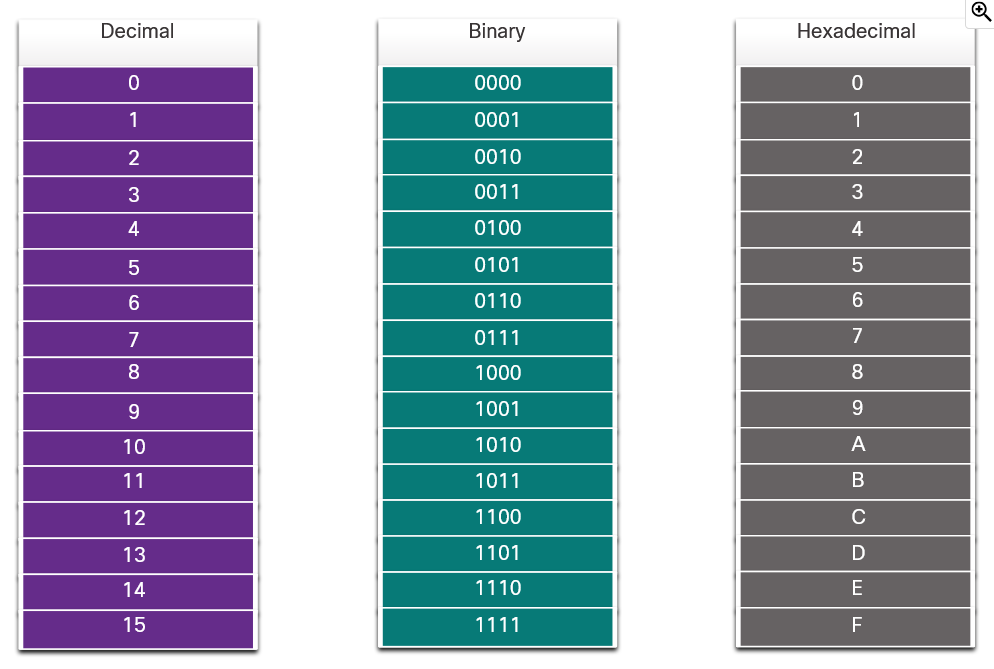 Decimal Binary Hexadecimal
0 0000 0
1 0001 1
2 0010 2
3 0011 3
4 0100 4
5 0101 5
6 0110 6
7 0111 7
8 1000 8
9 1001 9
10 1010 A
11 1011 B
12 1100 C
13 1101 D
14 1110 E
15 1111 F